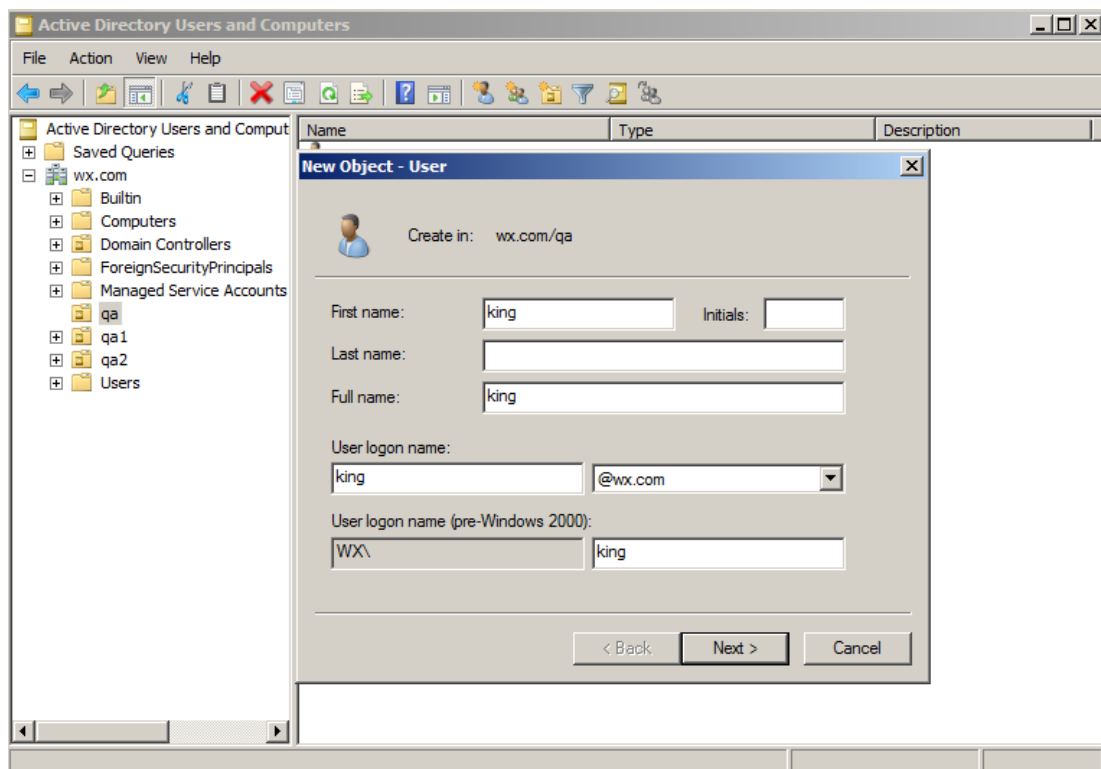 Active Directory Users and Computers
File Action View Help
Active Directory Users and Comput
Name Type Description
Saved Queries
wx.com
Builtin
Computers
Domain Controllers
ForeignSecurityPrincipals
Managed Service Accounts
qa
qa1
qa2
Users
New Object - User
Create in: wx.com/qa
First name: king Initials:
Last name:
Full name: king
User logon name:
king @wx.com
User logon name (pre-Windows 2000):
WX\ king
< Back Next > Cancel